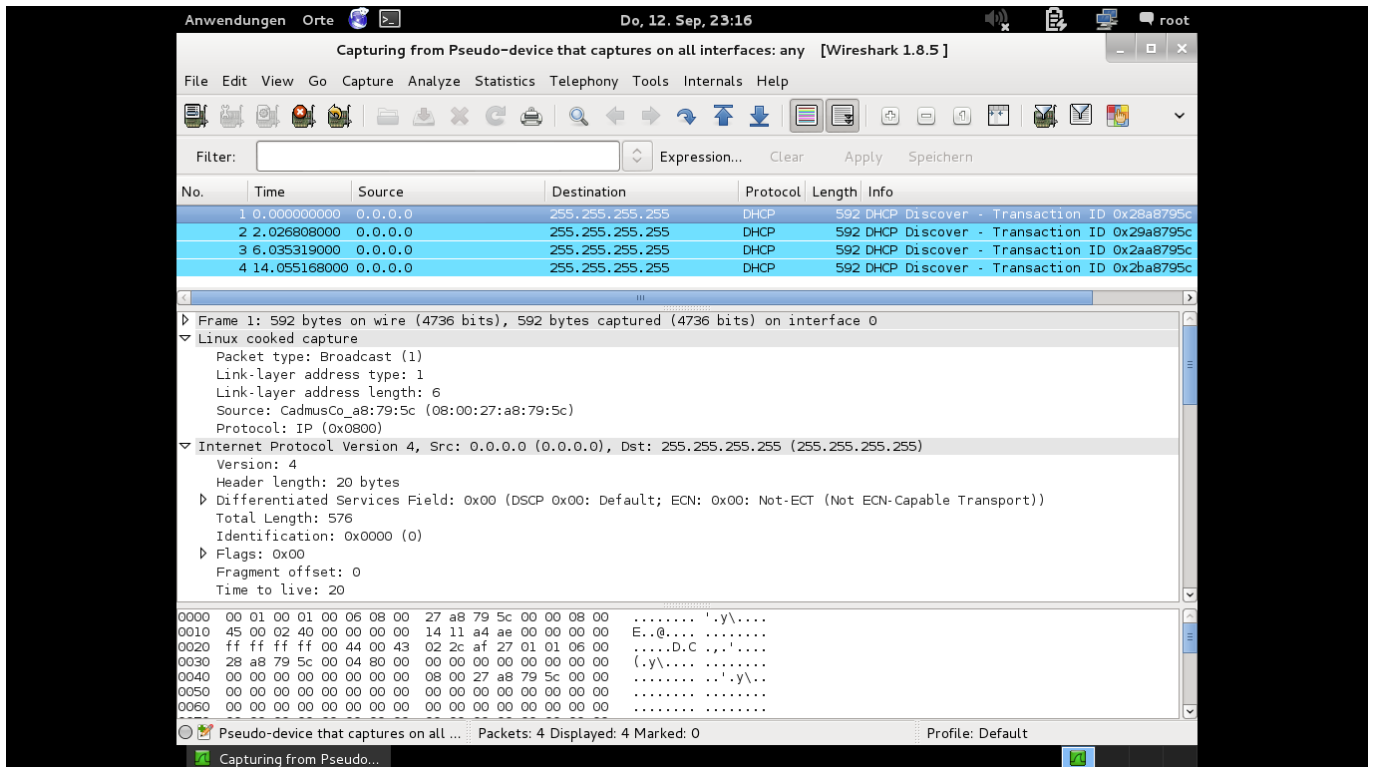 Anwendungen Orte Do, 12. Sep, 23:16 root
Capturing from Pseudo-device that captures on all interfaces: any [Wireshark 1.8.5 ]
File Edit View Go Capture Analyze Statistics Telephony Tools Internals Help
Filter: Expression... Clear Apply Speichern
No. Time Source Destination Protocol Length Info
1 0.000000000 0.0.0.0 255.255.255.255 DHCP 592 DHCP Discover - Transaction ID 0x28a8795c
2 2.026808000 0.0.0.0 255.255.255.255 DHCP 592 DHCP Discover - Transaction ID 0x29a8795c
3 6.035319000 0.0.0.0 255.255.255.255 DHCP 592 DHCP Discover - Transaction ID 0x2aa8795c
4 14.055168000 0.0.0.0 255.255.255.255 DHCP 592 DHCP Discover - Transaction ID 0x2ba8795c
Frame 1: 592 bytes on wire (4736 bits), 592 bytes captured (4736 bits) on interface 0
Linux cooked capture
Packet type: Broadcast (1)
Link-layer address type: 1
Link-layer address length: 6
Source: CadmusCo_a8:79:5c (08:00:27:a8:79:5c)
Protocol: IP (0x0800)
Internet Protocol Version 4, Src: 0.0.0.0 (0.0.0.0), Dst: 255.255.255.255 (255.255.255.255)
Version: 4
Header length: 20 bytes
Differentiated Services Field: 0x00 (DSCP 0x00: Default; ECN: 0x00: Not-ECT (Not ECN-Capable Transport))
Total Length: 576
Identification: 0x0000 (0)
Flags: 0x00
Fragment offset: 0
Time to live: 20
0000 00 01 00 01 00 06 08 00 27 a8 79 5c 00 00 08 00 ........ '.y\....
0010 45 00 02 40 00 00 00 00 14 11 a4 ae 00 00 00 00 E..@.... ........
0020 ff ff ff ff 00 44 00 43 02 2c af 27 01 01 06 00 .....D.C .,.'....
0030 28 a8 79 5c 00 04 80 00 00 00 00 00 00 00 00 00 (.y\.... ........
0040 00 00 00 00 00 00 00 00 08 00 27 a8 79 5c 00 00 ........ ..'.y\..
0050 00 00 00 00 00 00 00 00 00 00 00 00 00 00 00 00 ........ ........
0060 00 00 00 00 00 00 00 00 00 00 00 00 00 00 00 00 ........ ........
Pseudo-device that captures on all ... Packets: 4 Displayed: 4 Marked: 0 Profile: Default
Capturing from Pseudo...